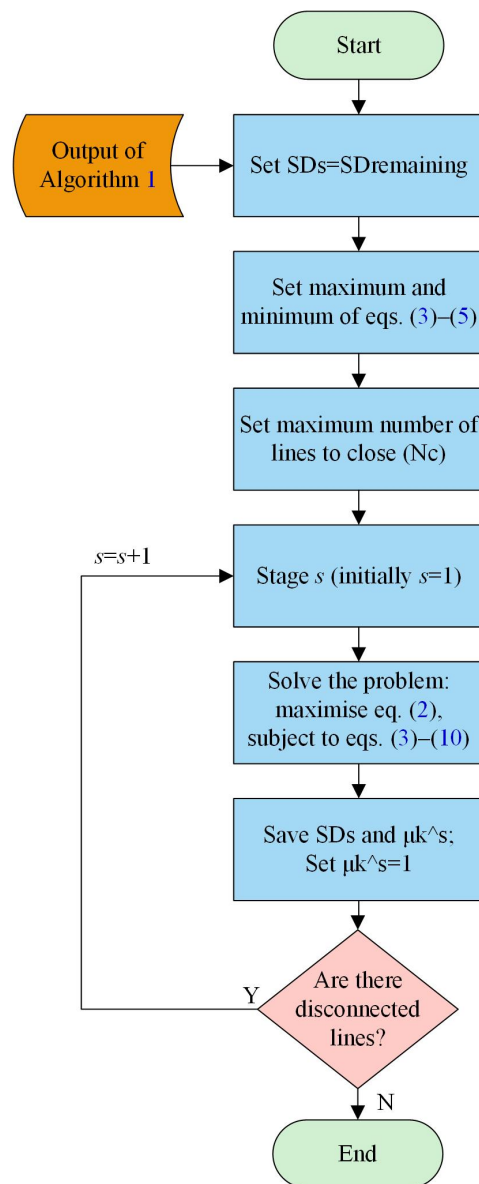 Start
Output of
Algorithm 1
Set SDs=SDremaining
Set maximum and
minimum of eqs. (3)–(5)
Set maximum number of
lines to close (Nc)
s=s+1
Stage s (initially s=1)
Solve the problem:
maximise eq. (2),
subject to eqs. (3)–(10)
Save SDs and μk^s;
Set μk^s=1
Are there
disconnected
lines?
Y
N
End